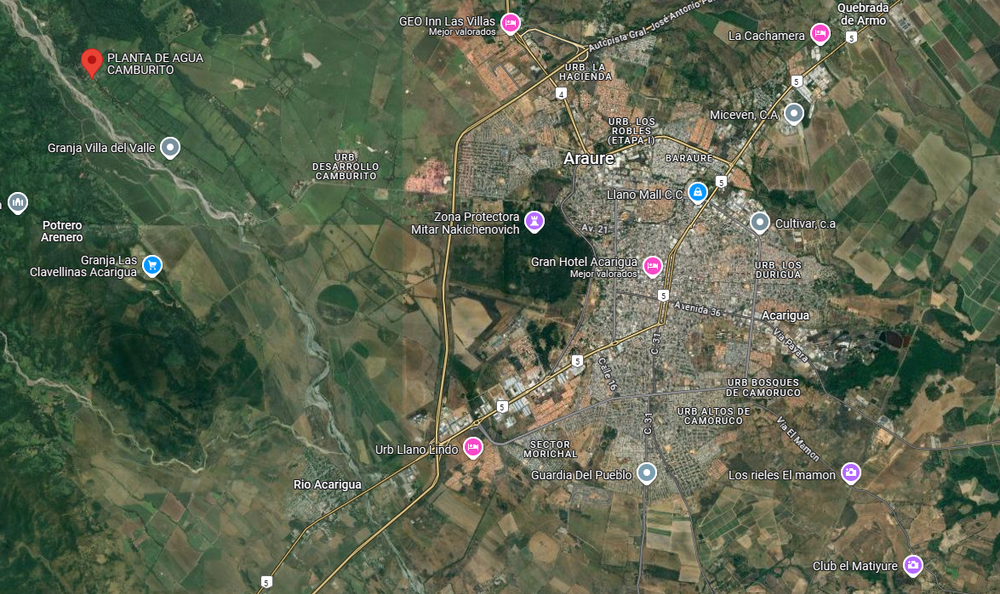 Quebrada
de Armo
GEO Inn Las Villas
Mejor valorados
Autopista Gral. José Antonio
La Cachamera
5
PLANTA DE AGUA
CAMBURITO
URB. LA
HACIENDA
5
4
Miceven, C.A
URB. LOS
ROBLES
(ETAPA I)
Granja Villa del Valle
Araure
BARAURE
URB.
DESARROLLO
CAMBURITO
5
Llano Mall C.C.
Zona Protectora
Mitar Nakichenovich
Av. 21
Cultivar, c.a
Potrero
Arenero
Granja Las
Clavellinas Acarigua
Gran Hotel Acarigua
Mejor valorados
URB. LOS
DURIGUA
5
Avenida 36
Acarigua
Vía Payara
C. 31
5
Calle 16
URB BOSQUES
DE CAMORUCO
5
URB ALTOS DE
CAMORUCO
C. 31
Vía El Mamon
Urb Llano Lindo
SECTOR
MORICHAL
Guardia Del Pueblo
Los rieles El mamon
Rio Acarigua
Club el Matiyure
5